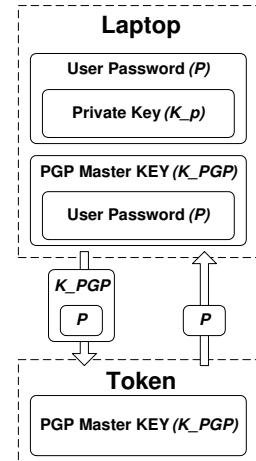 Laptop
User Password (P)
Private Key (K_p)
PGP Master KEY (K_PGP)
User Password (P)
K_PGP
P
P
Token
PGP Master KEY (K_PGP)